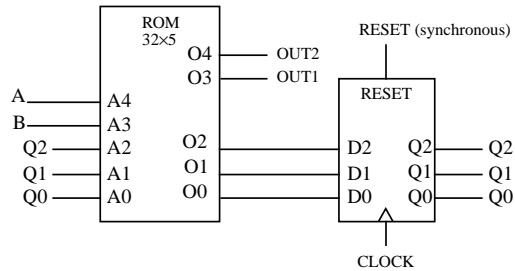 ROM
32×5
RESET (synchronous)
O4 OUT2
O3 OUT1
RESET
A A4
B A3
Q2 A2 O2 D2 Q2 Q2
Q1 A1 O1 D1 Q1 Q1
Q0 A0 O0 D0 Q0 Q0
CLOCK